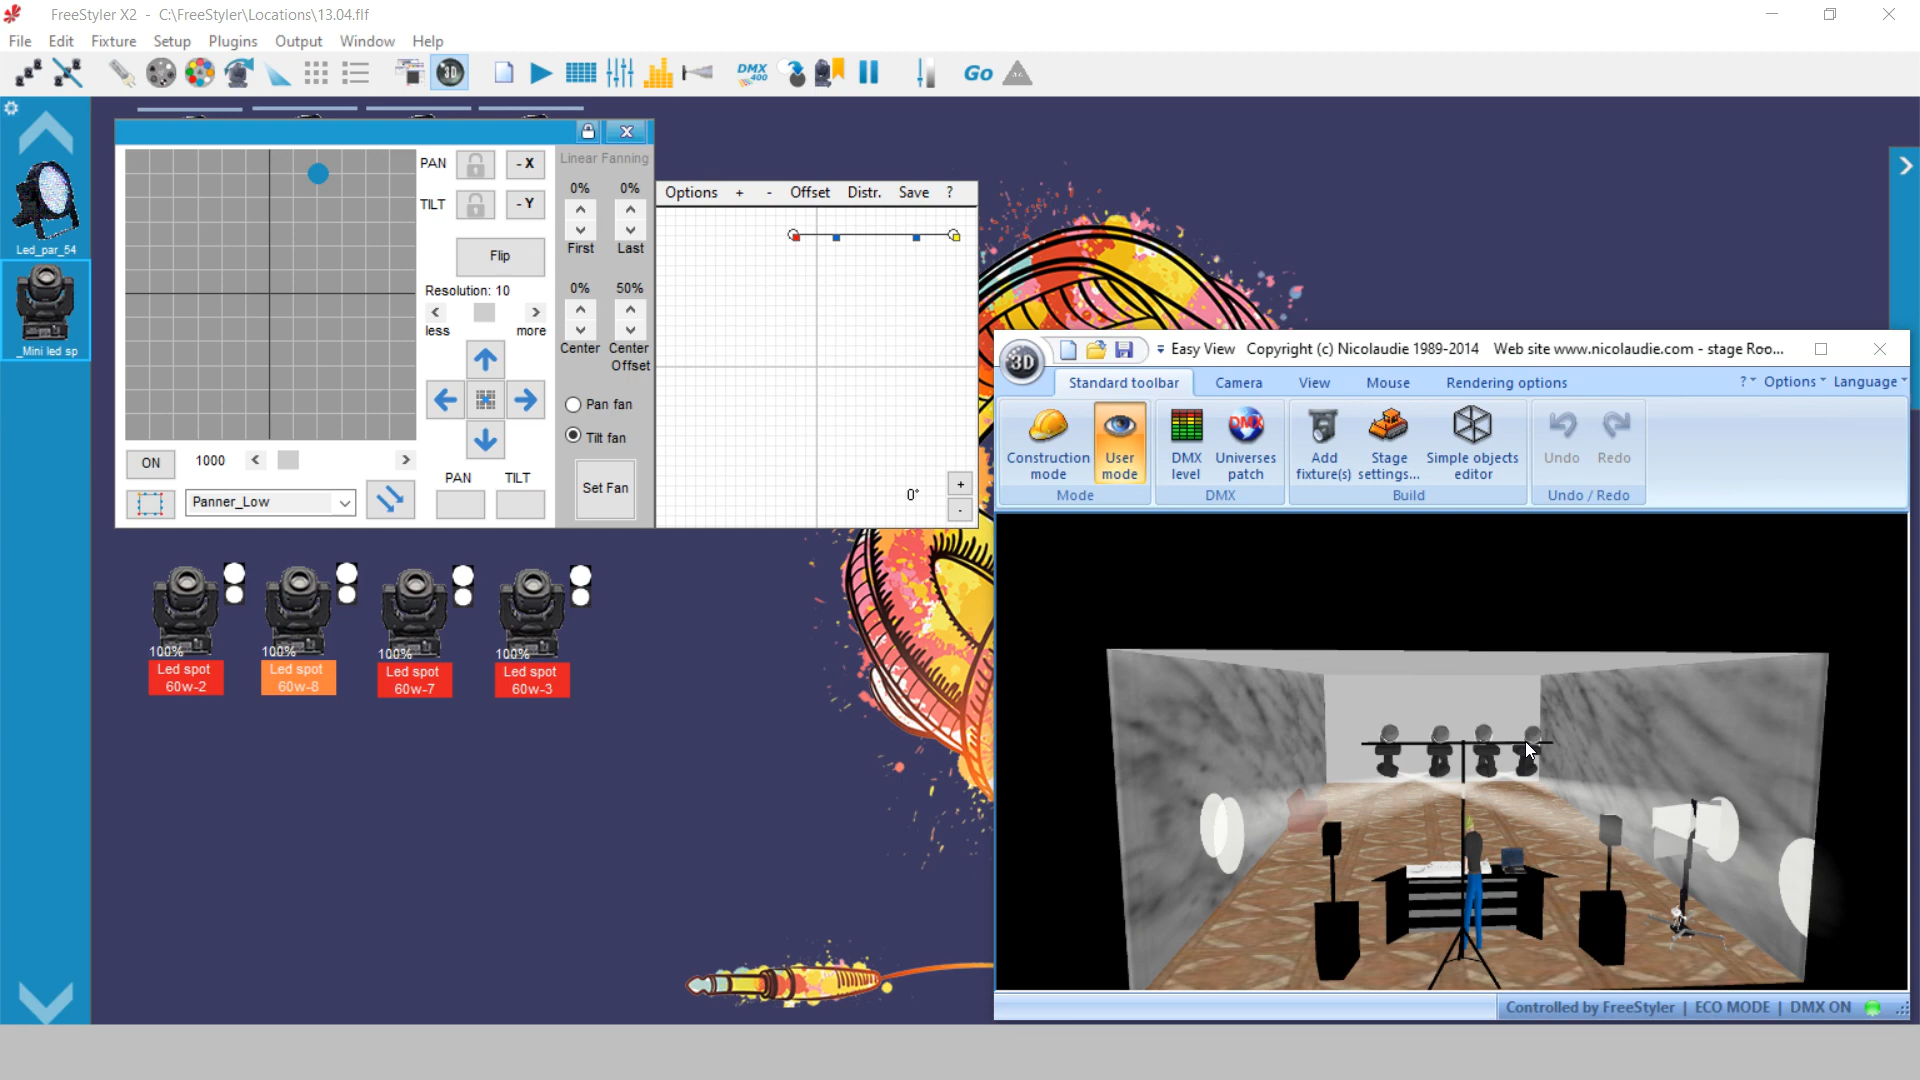 FreeStyler X2 - C:\FreeStyler\Locations\13.04.flf
File Edit Fixture Setup Plugins Output Window Help
3D DMX 400 Go
Led_par_54
_Mini led sp
PAN - X
TILT - Y
Flip
Resolution: 10
< >
less more
ON 1000 < >
PAN TILT
Panner_Low
Linear Fanning
0% 0%
First Last
0% 50%
Center Center
Offset
Pan fan
Tilt fan
Set Fan
Options + - Offset Distr. Save ?
0°
+
-
100% 100% 100% 100%
Led spot Led spot Led spot Led spot
60w-2 60w-8 60w-7 60w-3
3D
Easy View Copyright (c) Nicolaudie 1989-2014 Web site www.nicolaudie.com - stage Roo...
Standard toolbar Camera View Mouse Rendering options ? Options Language
DMX
Construction mode
User mode
DMX level
Universes patch
Add fixture(s)
Stage settings...
Simple objects editor
Undo Redo
Mode DMX Build Undo / Redo
Controlled by FreeStyler | ECO MODE | DMX ON